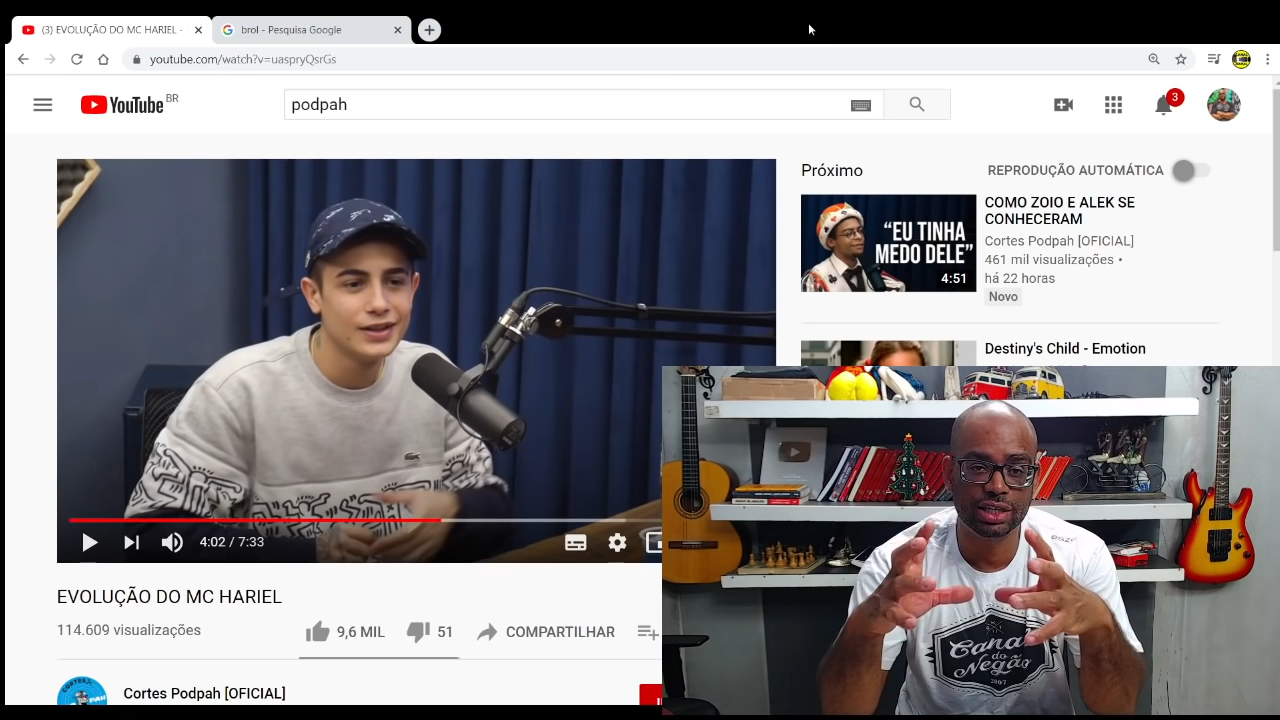 (3) EVOLUÇÃO DO MC HARIEL -
brol - Pesquisa Google
youtube.com/watch?v=uaspryQsrGs
YouTube BR
podpah
3
Próximo
REPRODUÇÃO AUTOMÁTICA
"EU TINHA
MEDO DELE"
4:51
COMO ZOIO E ALEK SE
CONHECERAM
Cortes Podpah [OFICIAL]
461 mil visualizações •
há 22 horas
Novo
Destiny's Child - Emotion
4:02 / 7:33
EVOLUÇÃO DO MC HARIEL
114.609 visualizações
9,6 MIL
51
COMPARTILHAR
Cortes Podpah [OFICIAL]
Canal
do
Negão
2007